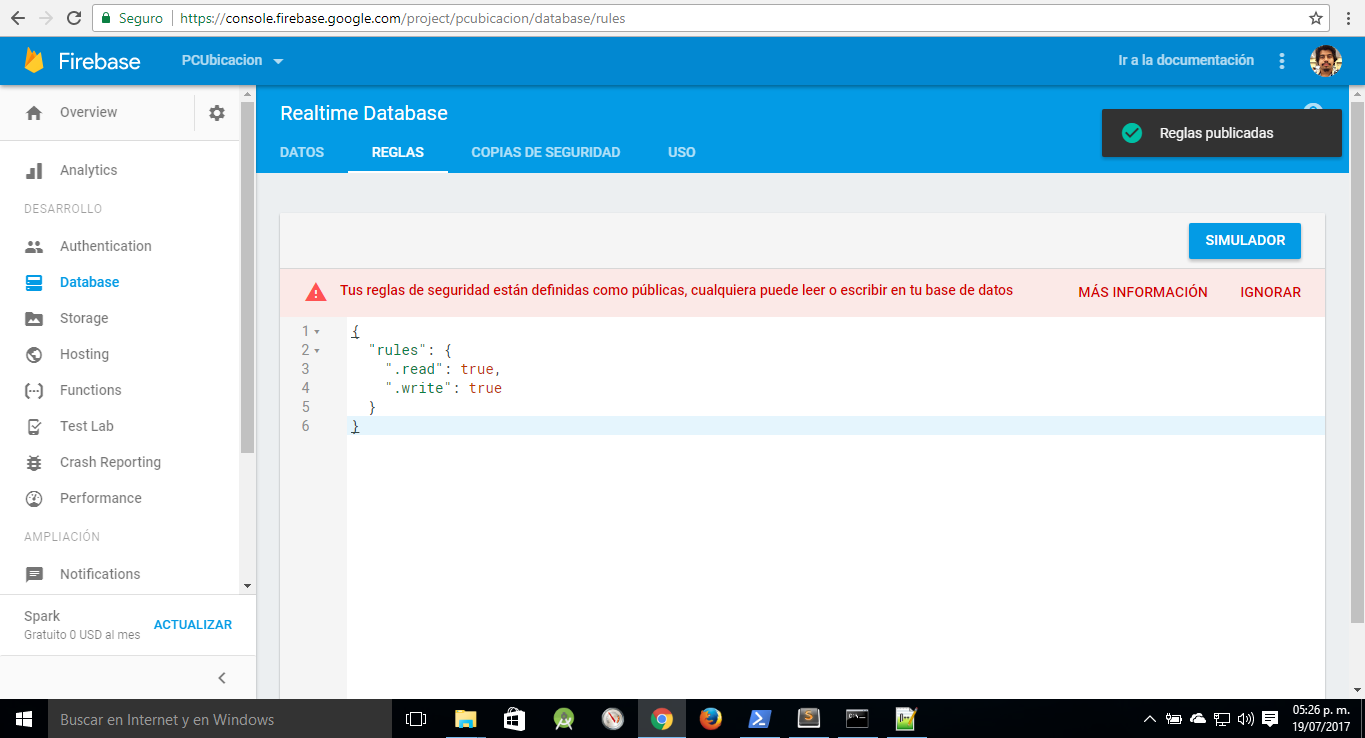 Seguro https://console.firebase.google.com/project/pcubicacion/database/rules
Firebase PCUbicacion Ir a la documentación
Overview
Analytics
DESARROLLO
Authentication
Database
Storage
Hosting
Functions
Test Lab
Crash Reporting
Performance
AMPLIACIÓN
Notifications
Spark
Gratuito 0 USD al mes
ACTUALIZAR
Realtime Database
Reglas publicadas
DATOS REGLAS COPIAS DE SEGURIDAD USO
SIMULADOR
Tus reglas de seguridad están definidas como públicas, cualquiera puede leer o escribir en tu base de datos MÁS INFORMACIÓN IGNORAR
1 {
2 "rules": {
3 ".read": true,
4 ".write": true
5 }
6 }
Buscar en Internet y en Windows
05:26 p. m.
19/07/2017